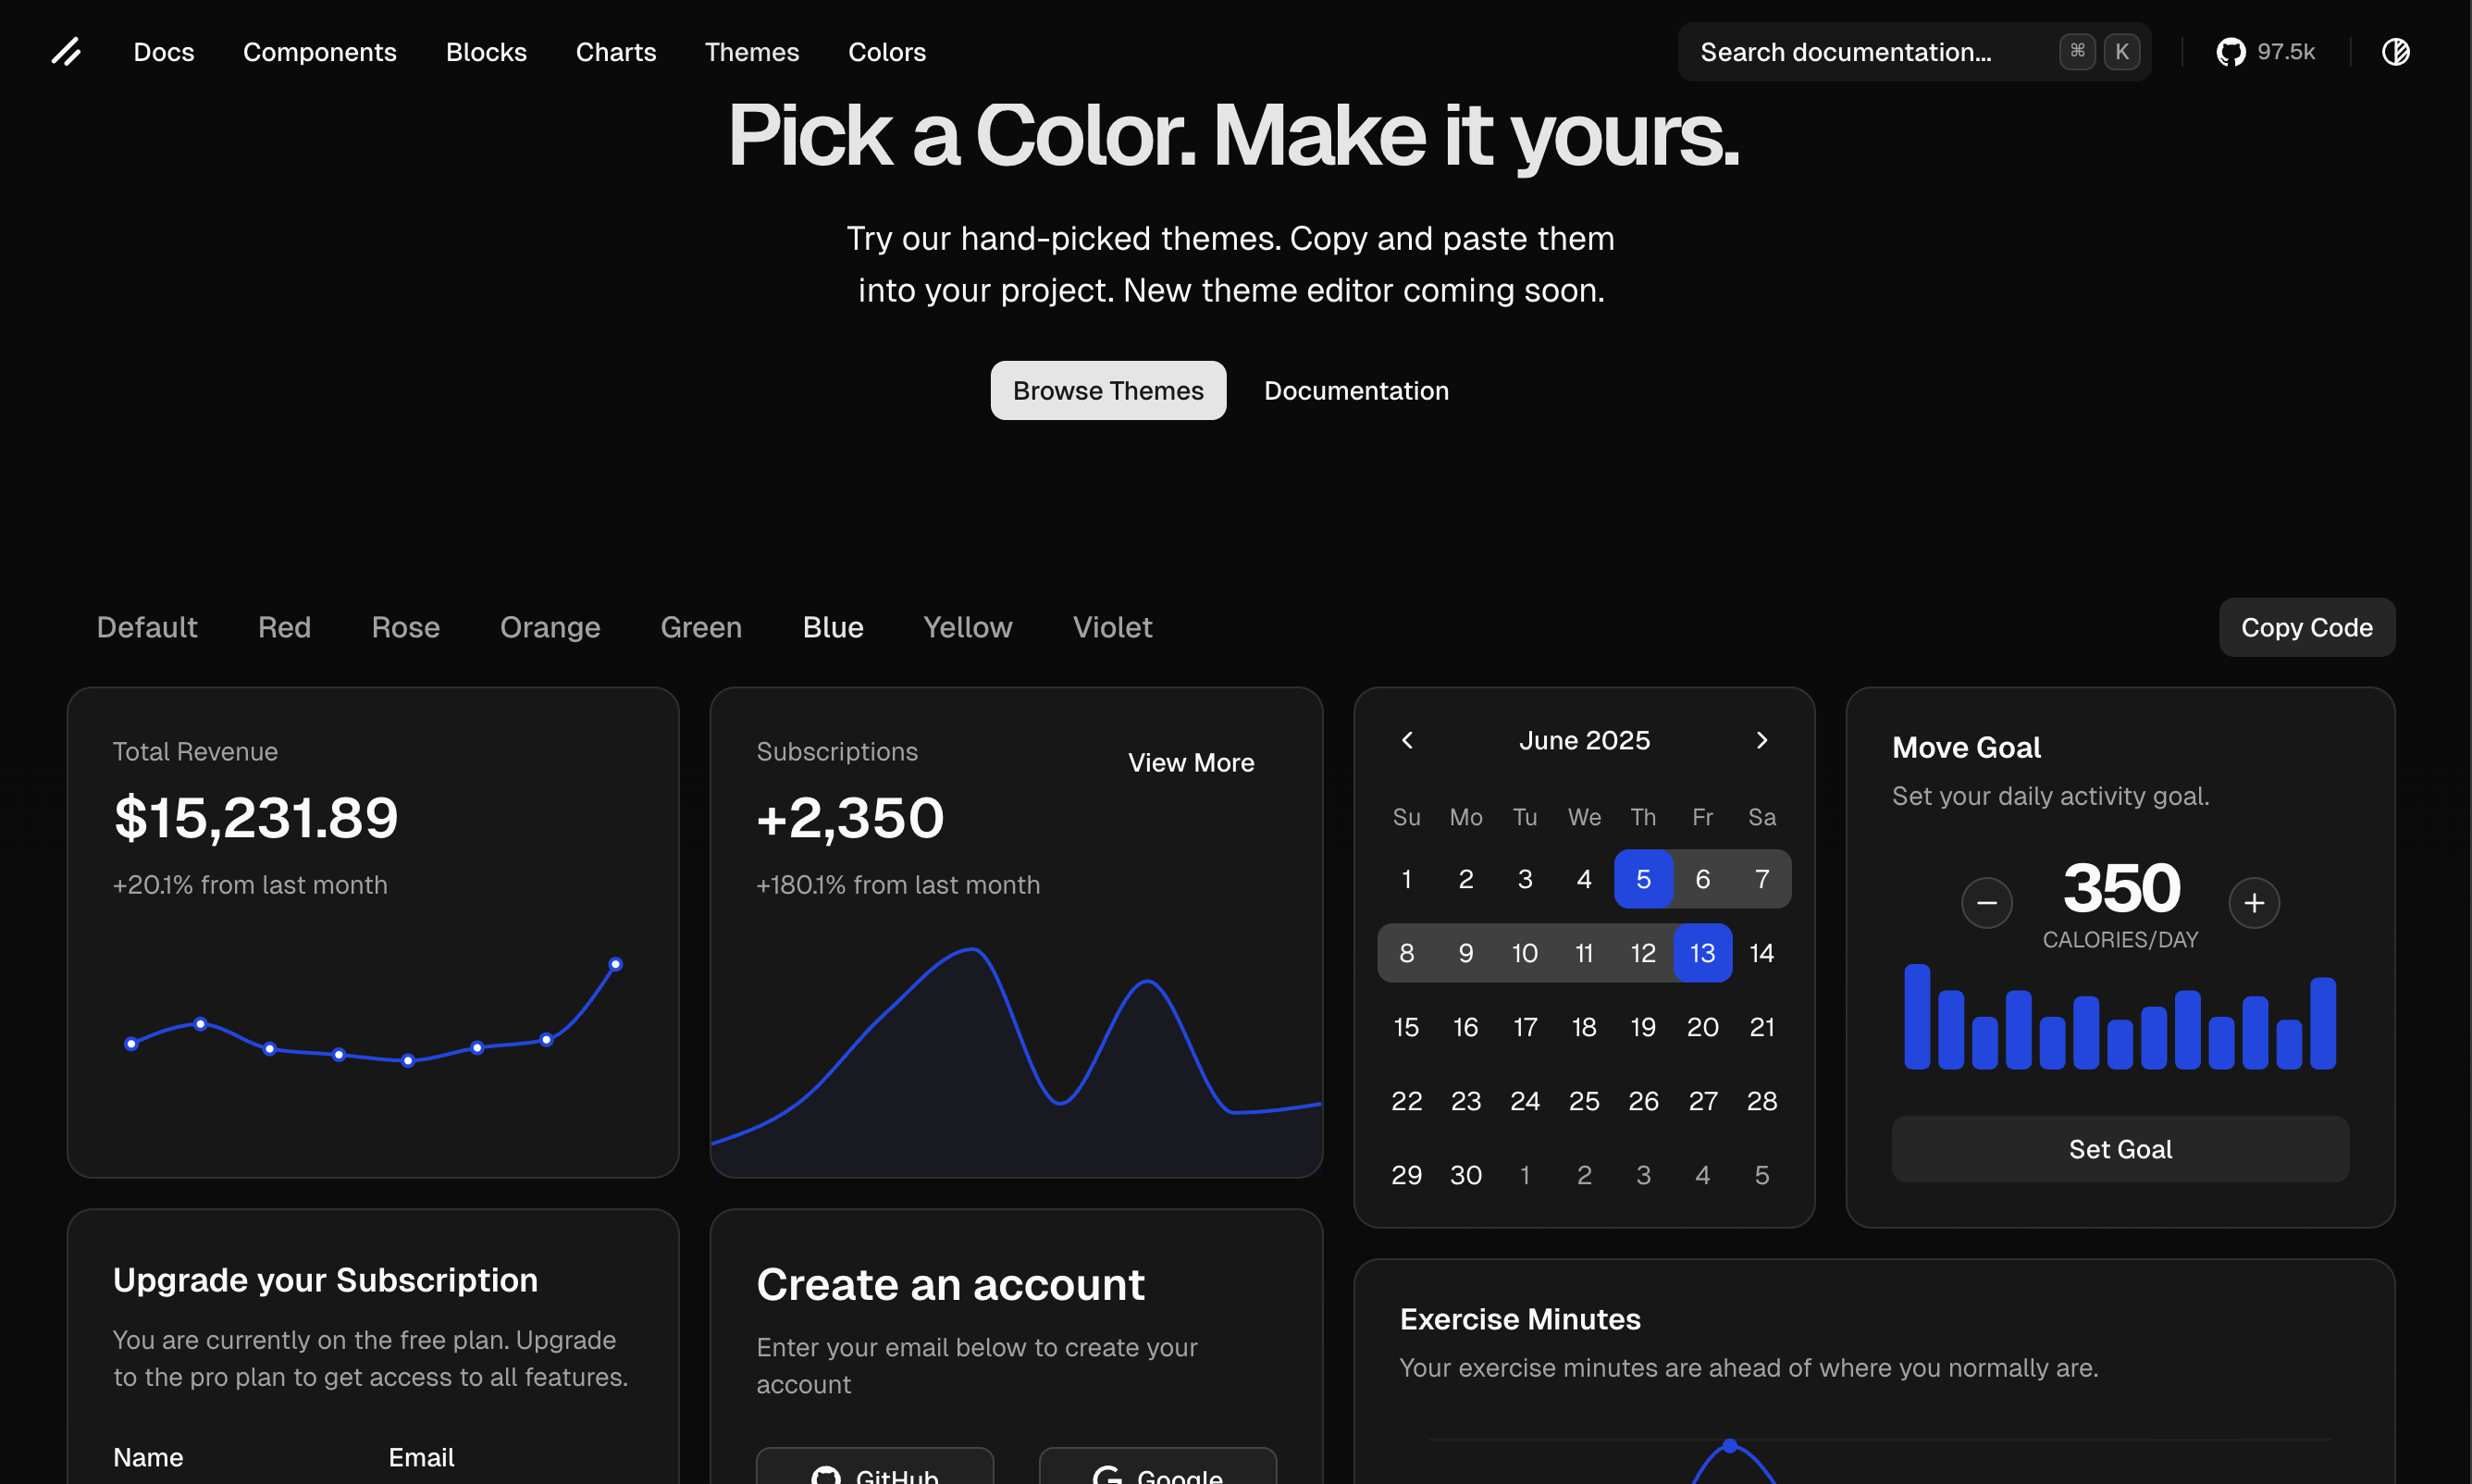 Docs Components Blocks Charts Themes Colors Search documentation... ⌘ K 97.5k
Pick a Color. Make it yours.
Try our hand-picked themes. Copy and paste them
into your project. New theme editor coming soon.
Browse Themes Documentation
Default Red Rose Orange Green Blue Yellow Violet Copy Code
Total Revenue
$15,231.89
+20.1% from last month
Subscriptions
View More
+2,350
+180.1% from last month
June 2025
Su Mo Tu We Th Fr Sa
1 2 3 4 5 6 7
8 9 10 11 12 13 14
15 16 17 18 19 20 21
22 23 24 25 26 27 28
29 30 1 2 3 4 5
Move Goal
Set your daily activity goal.
350
CALORIES/DAY
Set Goal
Upgrade your Subscription
You are currently on the free plan. Upgrade
to the pro plan to get access to all features.
Name Email
Create an account
Enter your email below to create your
account
GitHub Google
Exercise Minutes
Your exercise minutes are ahead of where you normally are.